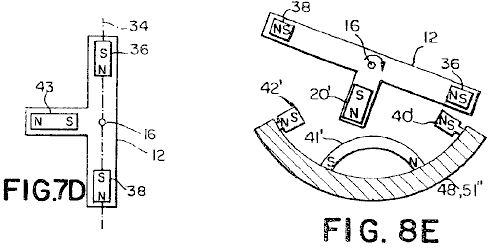 34
36
S
N
43
N S
16
12
S
N
38
FIG.7D
38
NS
16
12
36
NS
42'
20'
S
N
40'
NS
NS
41'
S
N
48,51"
FIG. 8E